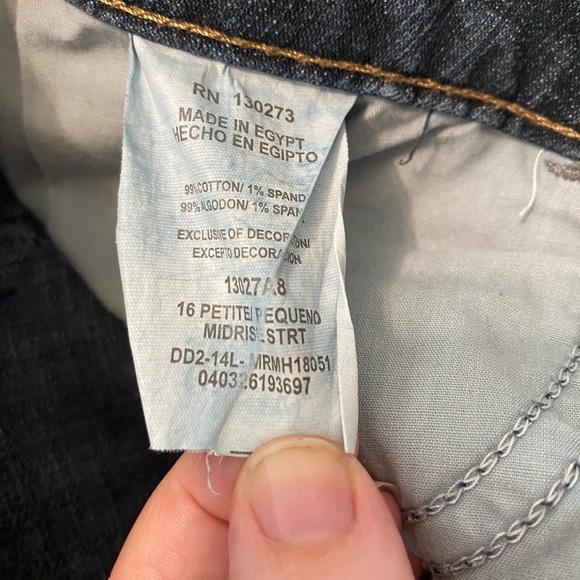 RN 130273
MADE IN EGYPT
HECHO EN EGIPTO
99% COTTON/ 1% SPAND
99% ALGODON/ 1% SPAN
EXCLUSIVE OF DECORATION/
EXCEPTO DECORACION
13027A8
16 PETITE/ PEQUENO
MIDRISE STRT
DD2-14L- MRMH18051
040326193697